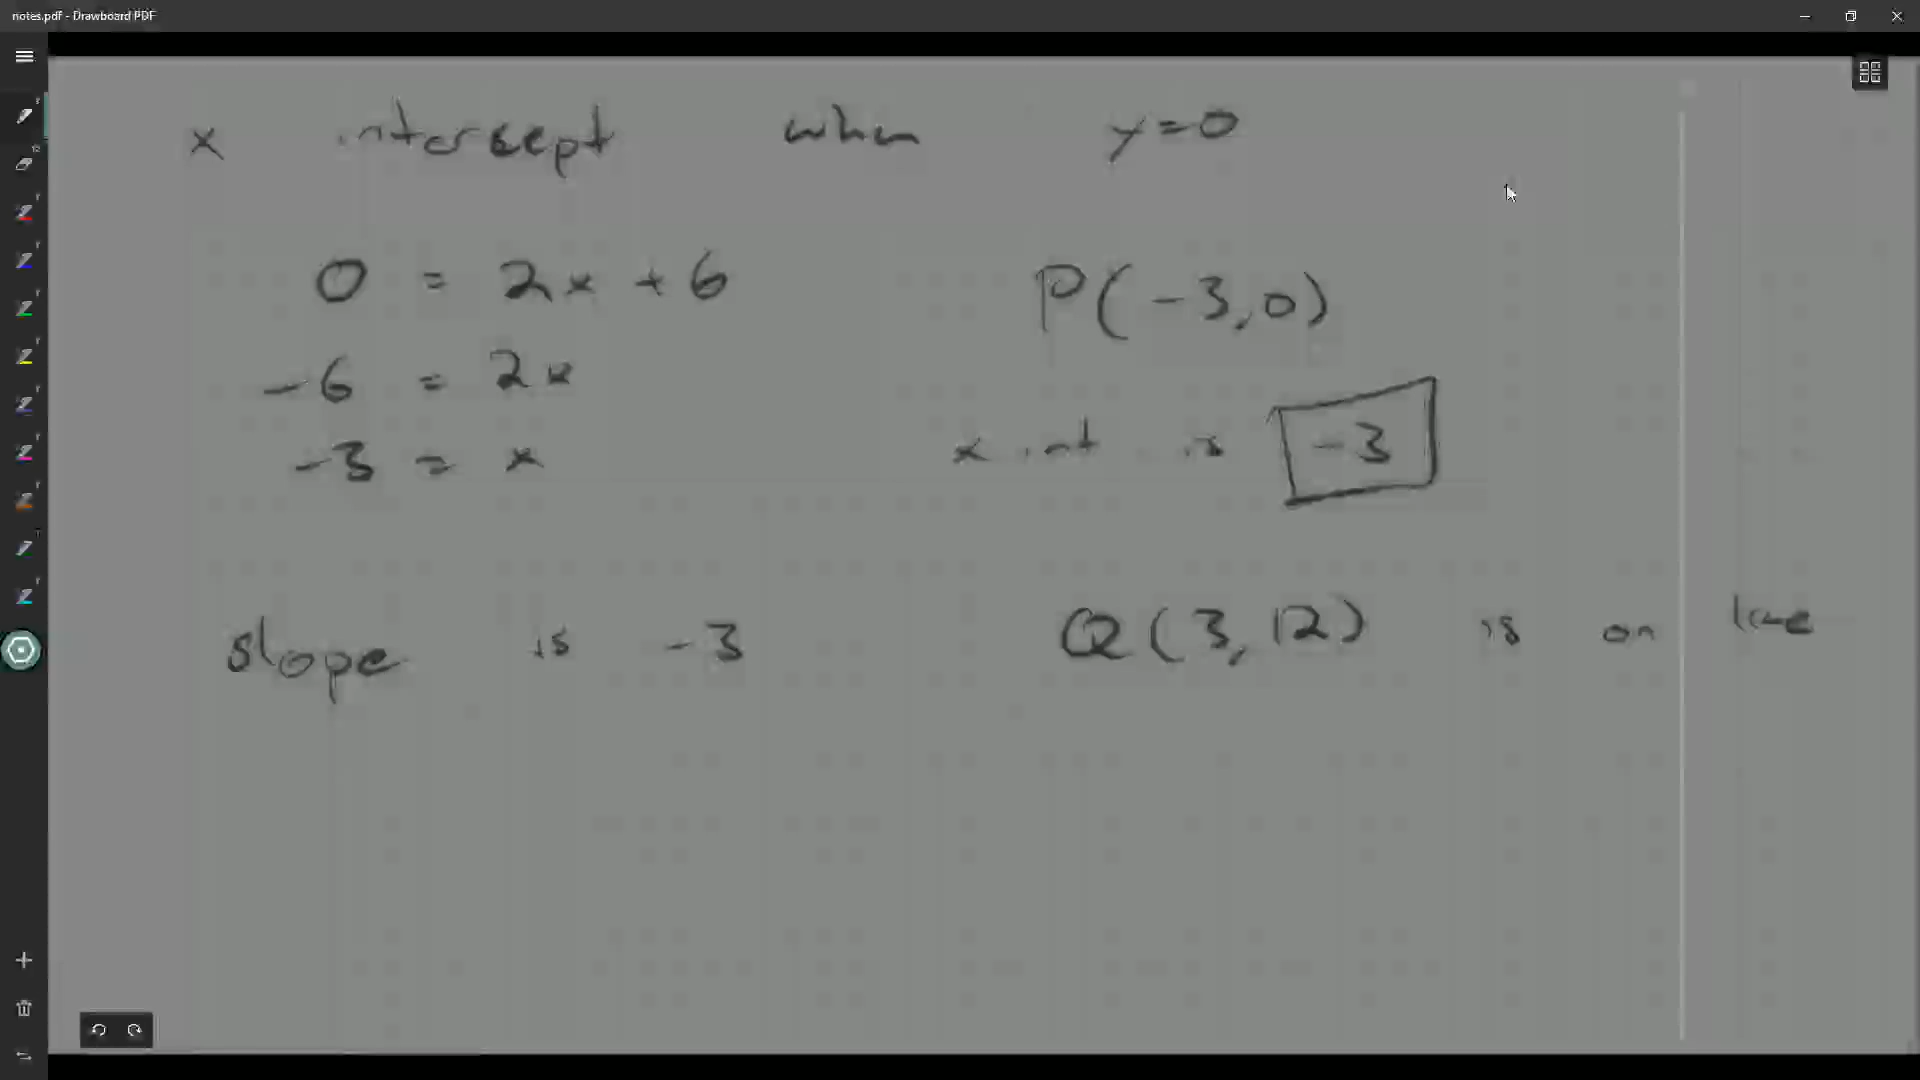 notes.pdf - Drawboard PDF
x intercept when y=0
0 = 2x + 6
P(-3,0)
-6 = 2x
-3 = x
x int is -3
slope is -3
Q(3,12) is on line